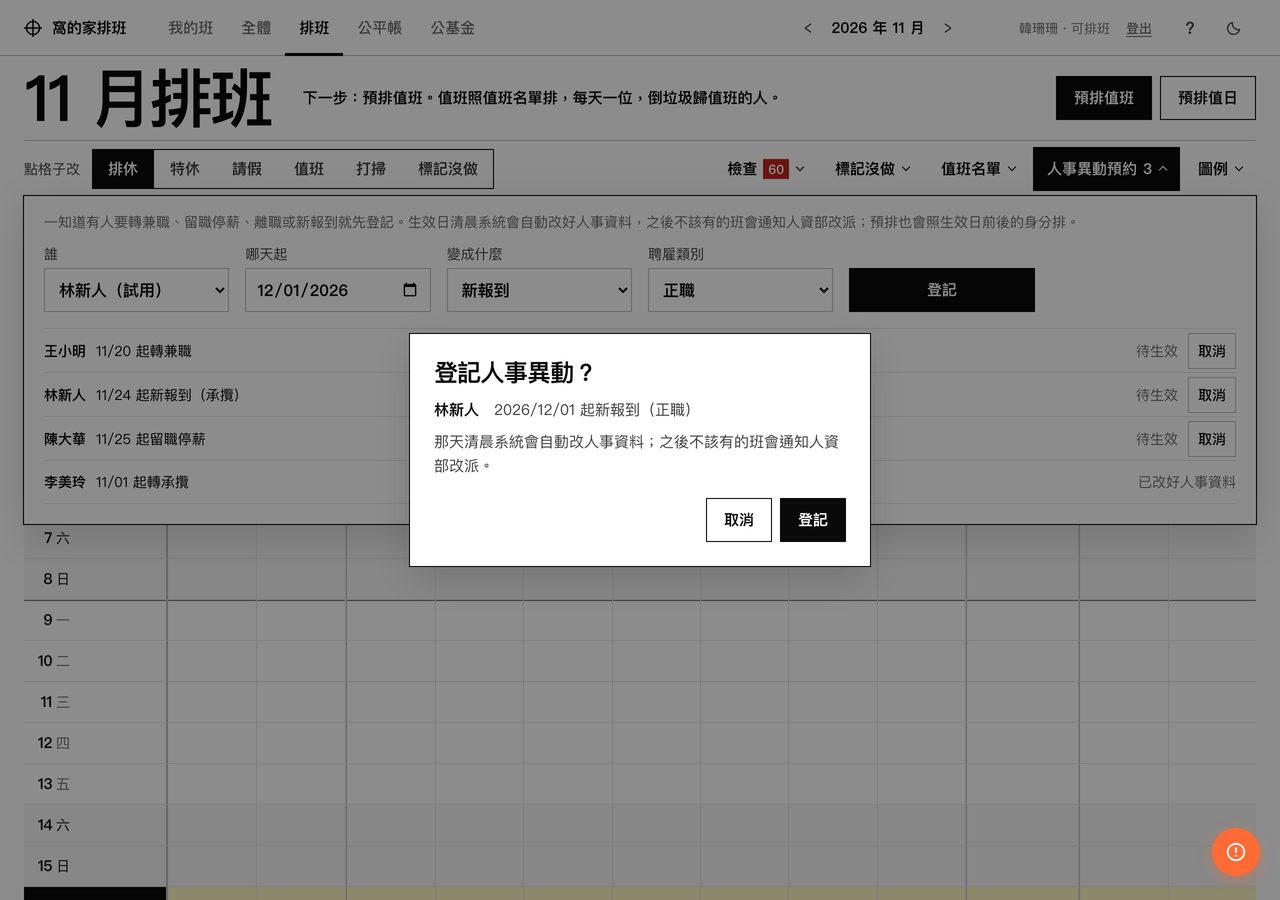 窩的家排班 我的班 全體 排班 公平帳 公基金 < 2026 年 11 月 > 韓珊珊·可排班 登出 ?
11 月排班 下一步：預排值班。值班照值班名單排，每天一位，倒垃圾歸值班的人。 預排值班 預排值日
點格子改 排休 特休 請假 值班 打掃 標記沒做 檢查 60 標記沒做 值班名單 人事異動預約 3 圖例
一知道有人要轉兼職、留職停薪、離職或新報到就先登記。生效日清晨系統會自動改好人事資料，之後不該有的班會通知人資部改派；預排也會照生效日前後的身分排。
誰 哪天起 變成什麼 聘雇類別
林新人（試用） 12/01/2026 新報到 正職 登記
王小明 11/20 起轉兼職 待生效 取消
林新人 11/24 起新報到（承攬） 待生效 取消
陳大華 11/25 起留職停薪 待生效 取消
李美玲 11/01 起轉承攬 已改好人事資料
登記人事異動？
林新人 2026/12/01 起新報到（正職）
那天清晨系統會自動改人事資料；之後不該有的班會通知人資
部改派。
取消 登記
7 六
8 日
9 一
10 二
11 三
12 四
13 五
14 六
15 日